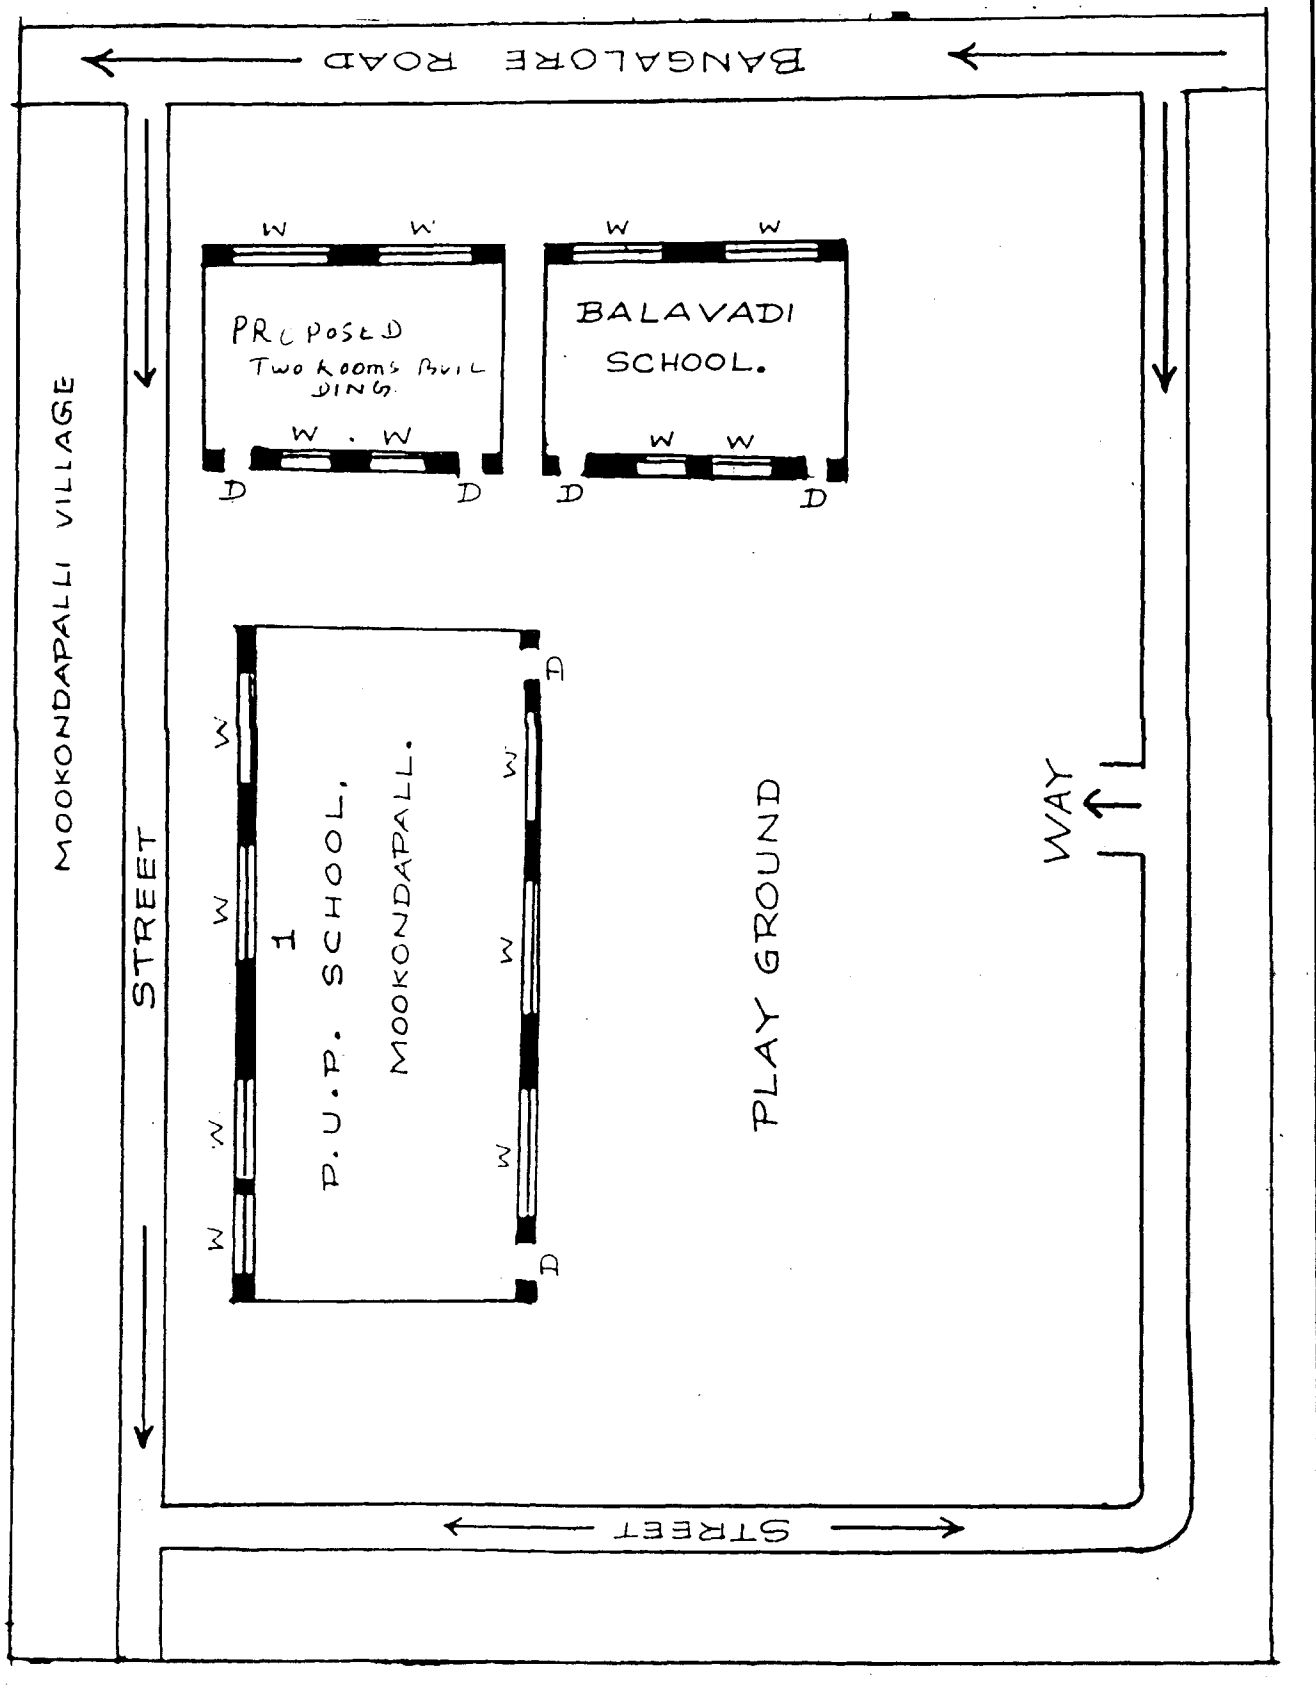 BANGALORE ROAD
W
W
W
W
PROPOSED
TWO ROOMS BUIL
DING.
BALAVADI
SCHOOL.
W . W
W
W
D
D
D
D
MOOKONDAPALLI VILLAGE
STREET
W
W
W
W
1
P.U.P. SCHOOL.
MOOKONDAPALL.
D
W
W
W
D
PLAY GROUND
WAY
STREET